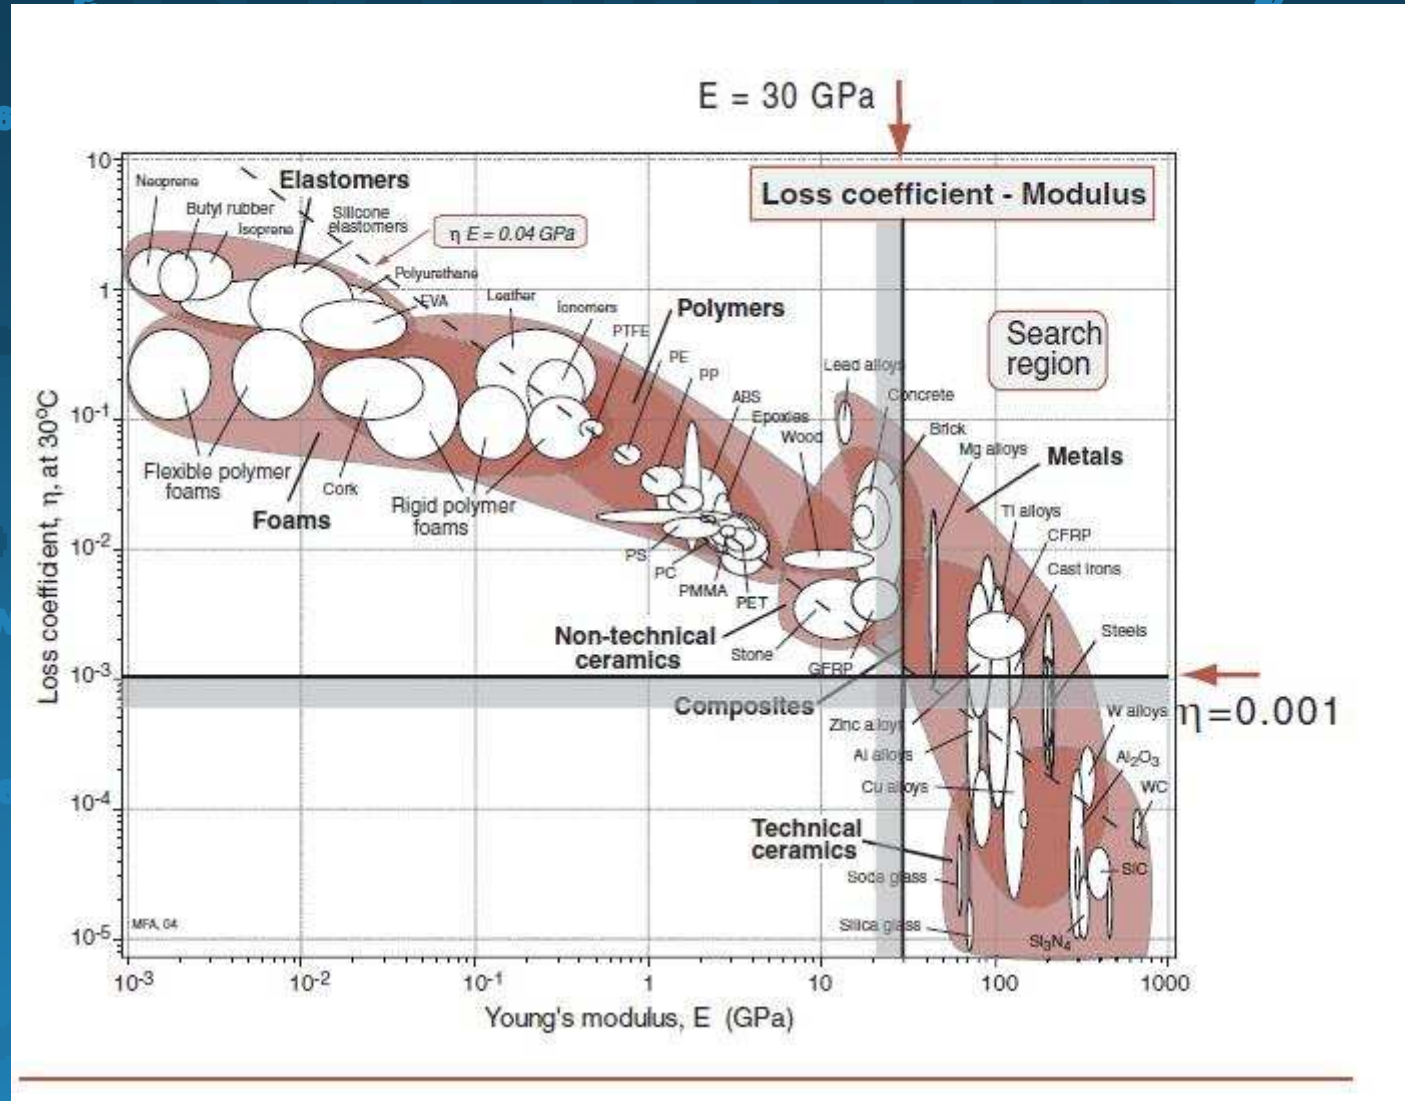 E = 30 GPa
Loss coefficient - Modulus
10
1
10-1
10-2
10-3
10-4
10-5
Loss coefficient, η, at 30ºC
Neoprene
Butyl rubber
Isoprene
Elastomers
Silicone
elastomers
η E = 0.04 GPa
Polyurethane
EVA
Leather
Ionomers
PTFE
Polymers
PE
PP
ABS
Epoxies
Wood
Lead alloys
Concrete
Brick
Mg alloys
Metals
Search
region
Ti alloys
CFRP
Cast irons
Steels
Flexible polymer
foams
Foams
Cork
Rigid polymer
foams
PS
PC
PMMA
PET
Non-technical
ceramics
Stone
GFRP
Composites
η=0.001
Zinc alloys
Al alloys
Cu alloys
W alloys
Al2O3
WC
Technical
ceramics
Soda glass
Silica glass
SiC
Si3N4
MFA, 04
10-3
10-2
10-1
1
10
100
1000
Young's modulus, E (GPa)